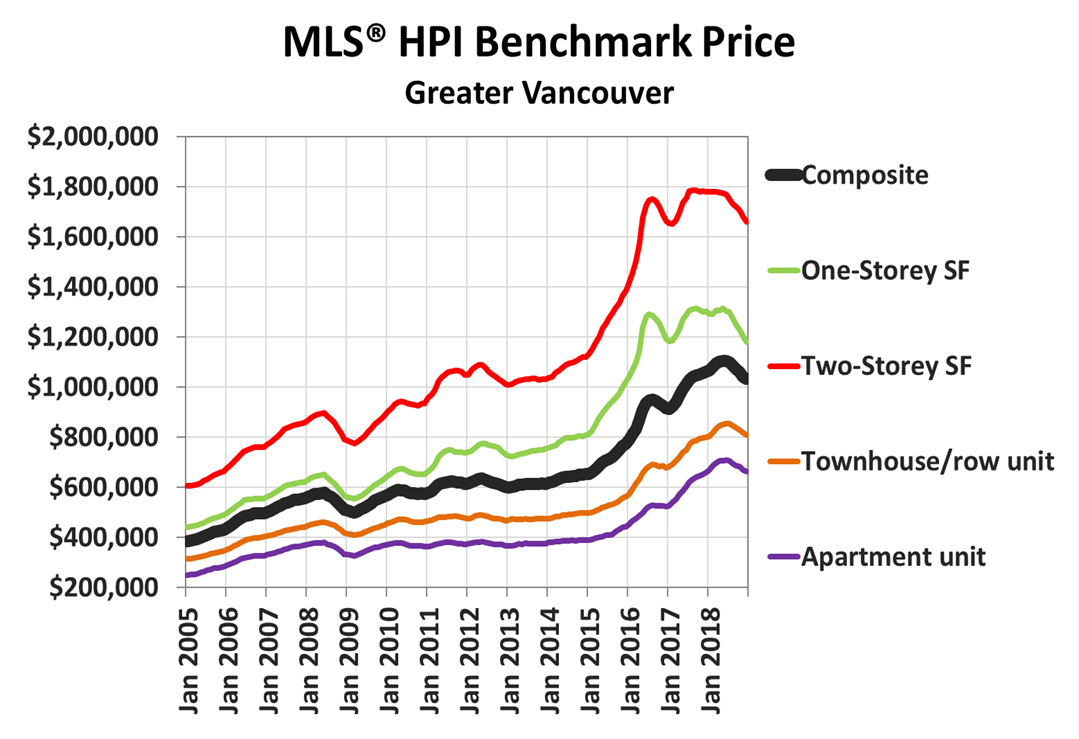 MLS® HPI Benchmark Price
Greater Vancouver
$2,000,000
$1,800,000
$1,600,000
$1,400,000
$1,200,000
$1,000,000
$800,000
$600,000
$400,000
$200,000
Jan 2005
Jan 2006
Jan 2007
Jan 2008
Jan 2009
Jan 2010
Jan 2011
Jan 2012
Jan 2013
Jan 2014
Jan 2015
Jan 2016
Jan 2017
Jan 2018
Composite
One-Storey SF
Two-Storey SF
Townhouse/row unit
Apartment unit